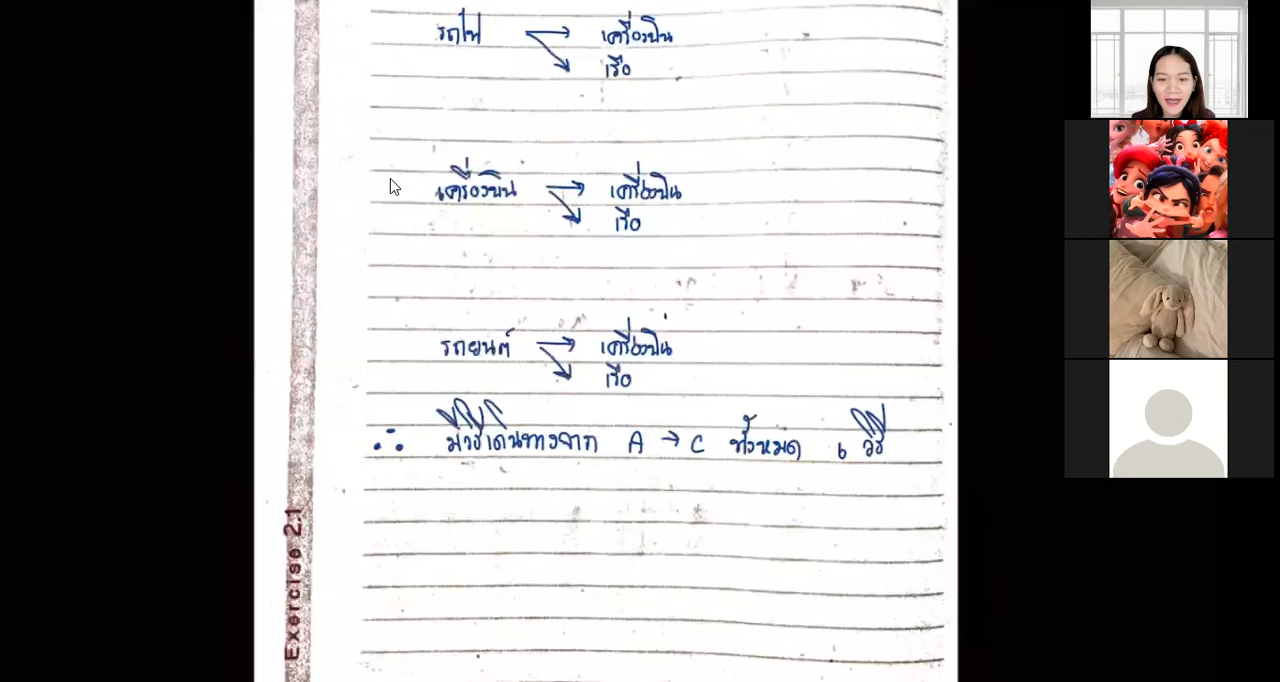 รถไฟ → เครื่องบิน
เรือ
เครื่องบิน → เครื่องบิน
เรือ
รถยนต์ → เครื่องบิน
เรือ
∴ มีวิธีเดินทางจาก A → C ทั้งหมด 6 วิธี
Exercise 2.1